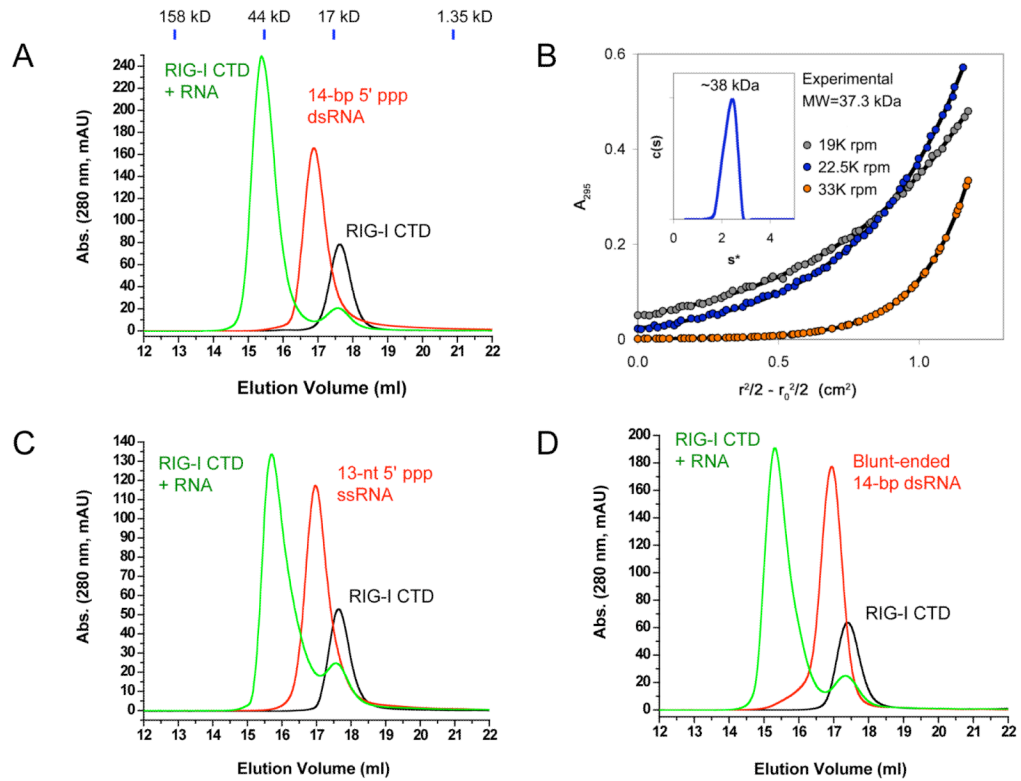 158 kD 44 kD 17 kD 1.35 kD
A
RIG-I CTD
+ RNA
14-bp 5' ppp
dsRNA
RIG-I CTD
Abs. (280 nm, mAU)
240
220
200
180
160
140
120
100
80
60
40
20
0
12 13 14 15 16 17 18 19 20 21 22
Elution Volume (ml)
B
~38 kDa
Experimental
MW=37.3 kDa
19K rpm
22.5K rpm
33K rpm
c(s)
0 2 4
s*
A295
0.6
0.4
0.2
0
0.0 0.5 1.0
r²/2 - r₀²/2 (cm²)
C
RIG-I CTD
+ RNA
13-nt 5' ppp
ssRNA
RIG-I CTD
Abs. (280 nm, mAU)
140
130
120
110
100
90
80
70
60
50
40
30
20
10
0
12 13 14 15 16 17 18 19 20 21 22
Elution Volume (ml)
D
RIG-I CTD
+ RNA
Blunt-ended
14-bp dsRNA
RIG-I CTD
Abs. (280 nm, mAU)
200
180
160
140
120
100
80
60
40
20
0
12 13 14 15 16 17 18 19 20 21 22
Elution Volume (ml)